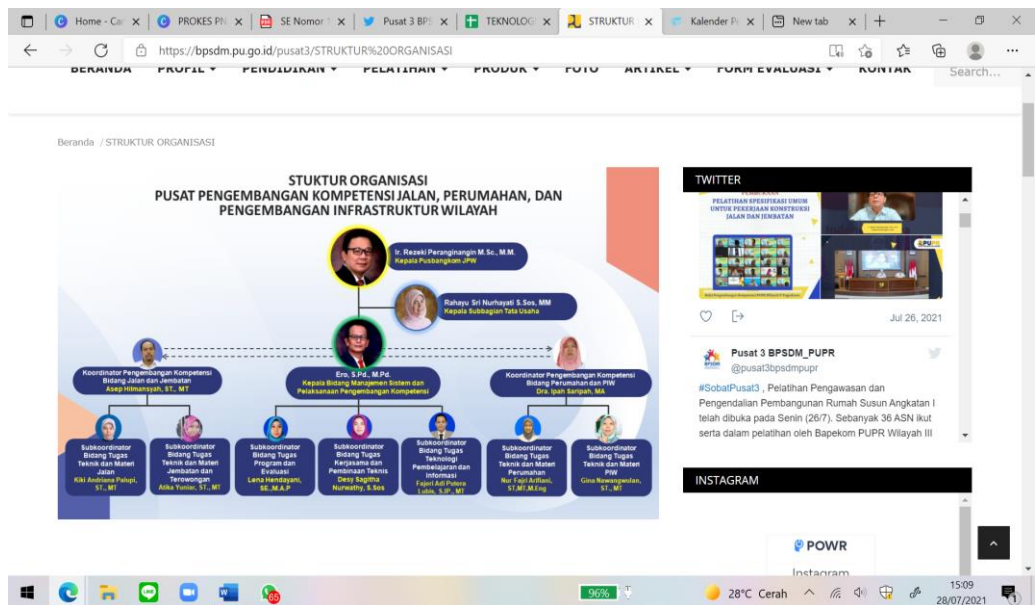 Home - Ca
PROKES PN
SE Nomor
Pusat 3 BPS
TEKNOLOG
STRUKTUR
Kalender P
New tab
https://bpsdm.pu.go.id/pusat3/STRUKTUR%20ORGANISASI
BERANDA PROFIL PENDIDIKAN PELATIHAN PRODUK FOTO ARTIKEL FORM EVALUASI KONTAK Search...
Beranda / STRUKTUR ORGANISASI
STUKTUR ORGANISASI
PUSAT PENGEMBANGAN KOMPETENSI JALAN, PERUMAHAN, DAN
PENGEMBANGAN INFRASTRUKTUR WILAYAH
Ir. Rezeki Peranginangin M.Sc., M.M.
Kepala Pusbangkom JPW
Rahayu Sri Nurhayati S.Sos, MM
Kepala Subbagian Tata Usaha
Koordinator Pengembangan Kompetensi
Bidang Jalan dan Jembatan
Asep Hilmansyah, ST., MT
Ero, S.Pd., M.Pd.
Kepala Bidang Manajemen Sistem dan
Pelaksanaan Pengembangan Kompetensi
Koordinator Pengembangan Kompetensi
Bidang Perumahan dan PIW
Dra. Ipah Saripah, MA
Subkoordinator
Bidang Tugas
Teknik dan Materi
Jalan
Kiki Andriana Palupi,
ST., MT
Subkoordinator
Bidang Tugas
Teknik dan Materi
Jembatan dan
Terowongan
Atika Yuniar, ST., MT
Subkoordinator
Bidang Tugas
Program dan
Evaluasi
Lena Hendayani,
SE.,M.A.P
Subkoordinator
Bidang Tugas
Kerjasama dan
Pembinaan Teknis
Desy Sagitha
Nurwathy, S.Sos
Subkoordinator
Bidang Tugas
Teknologi
Pembelajaran dan
Informasi
Fajeri Adi Putera
Lubis, S.IP., MT
Subkoordinator
Bidang Tugas
Teknik dan Materi
Perumahan
Nur Fajri Arifiani,
ST,MT,M.Eng
Subkoordinator
Bidang Tugas
Teknik dan Materi
PIW
Gina Nawangwulan,
ST., MT
TWITTER
PELATIHAN SPESIFIKASI UMUM
UNTUK PEKERJAAN KONSTRUKSI
JALAN DAN JEMBATAN
PUPR
Jul 26, 2021
Pusat 3 BPSDM_PUPR
@pusat3bpsdmpupr
#SobatPusat3 , Pelatihan Pengawasan dan
Pengendalian Pembangunan Rumah Susun Angkatan I
telah dibuka pada Senin (26/7). Sebanyak 36 ASN ikut
serta dalam pelatihan oleh Bapekom PUPR Wilayah III
INSTAGRAM
POWR
Instagram
65
96%
28°C Cerah
15:09
28/07/2021
1